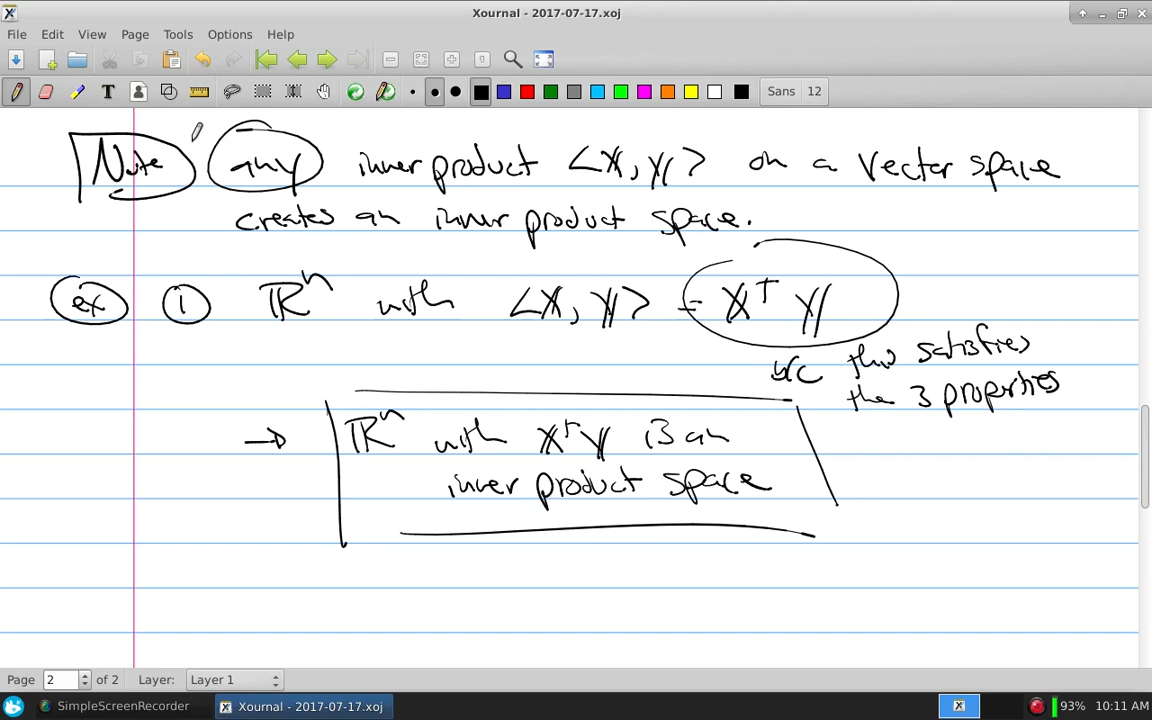 Xournal - 2017-07-17.xoj
File Edit View Page Tools Options Help
Sans 12
Note any inner product <x, y> on a vector space
creates an inner product space.
ex 1 ℝⁿ with <x, y> = xᵀ y
b/c this satisfies
the 3 properties
→ ℝⁿ with xᵀy is an
inner product space
Page 2 of 2 Layer: Layer 1
SimpleScreenRecorder Xournal - 2017-07-17.xoj 93% 10:11 AM